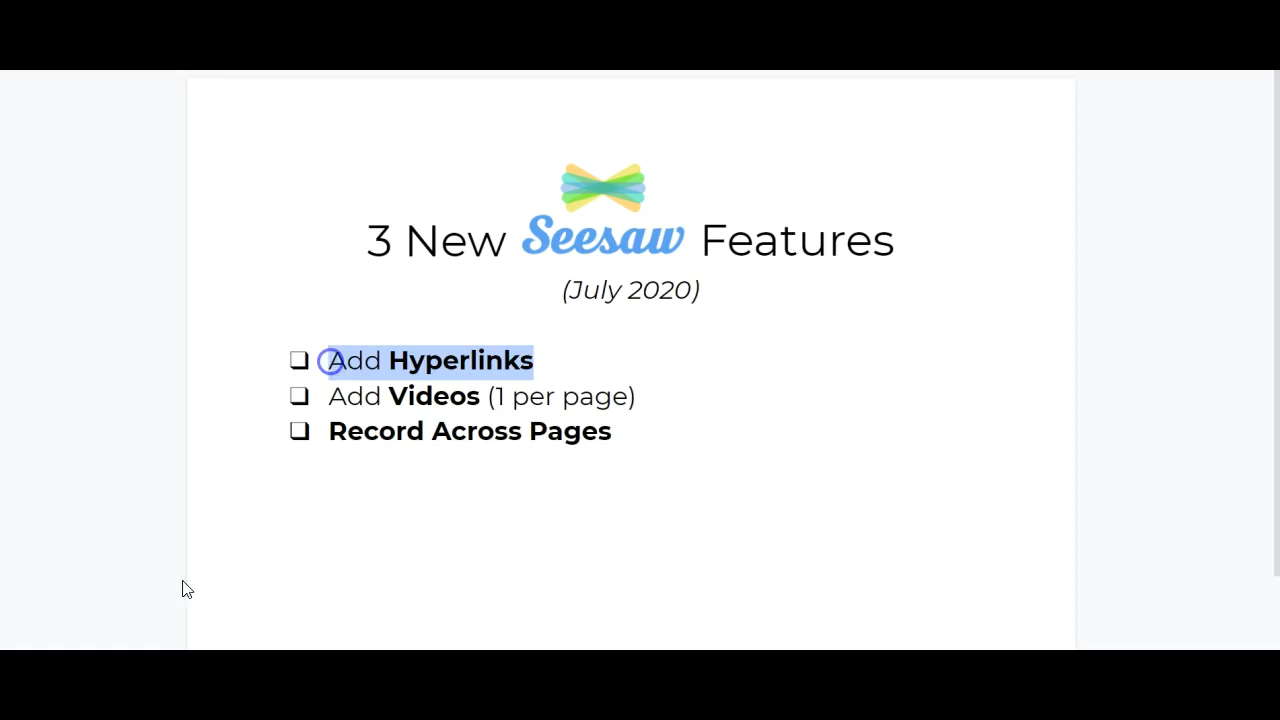 3 New Seesaw Features
(July 2020)
❏ Add Hyperlinks
❏ Add Videos (1 per page)
❏ Record Across Pages